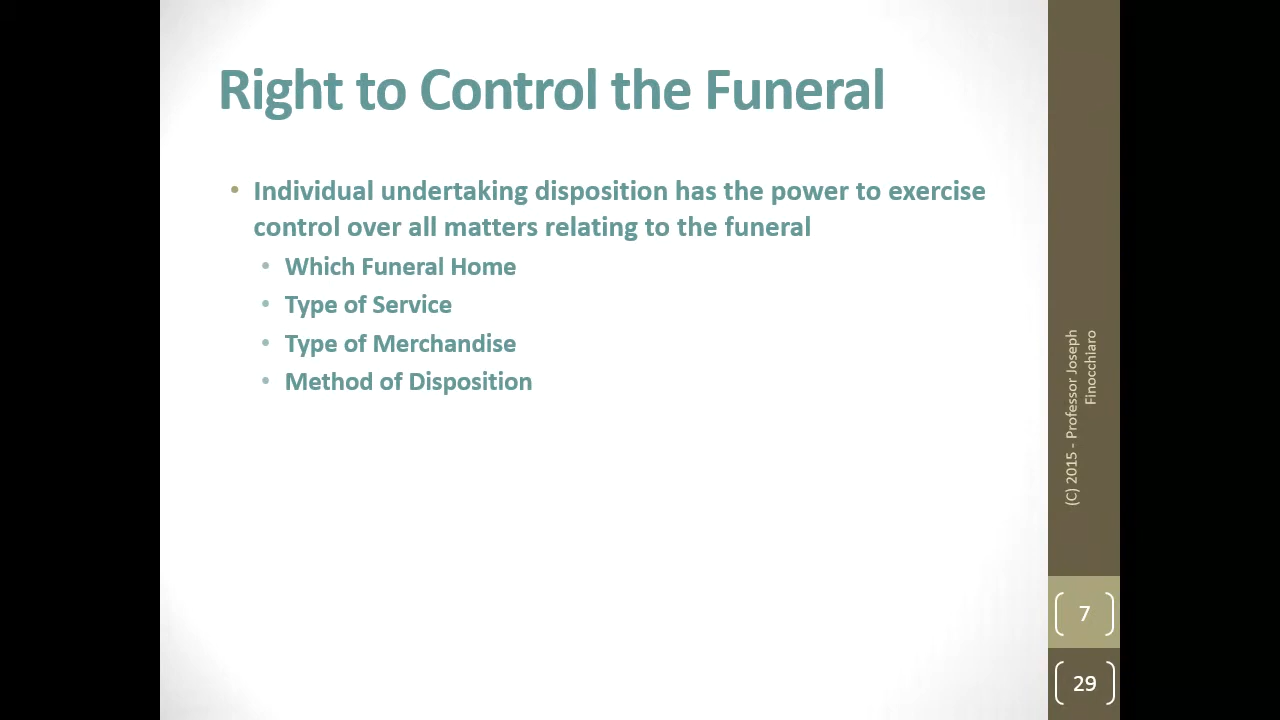 Right to Control the Funeral
• Individual undertaking disposition has the power to exercise
control over all matters relating to the funeral
• Which Funeral Home
• Type of Service
• Type of Merchandise
• Method of Disposition
(C) 2015 - Professor Joseph
Finocchiaro
7
29